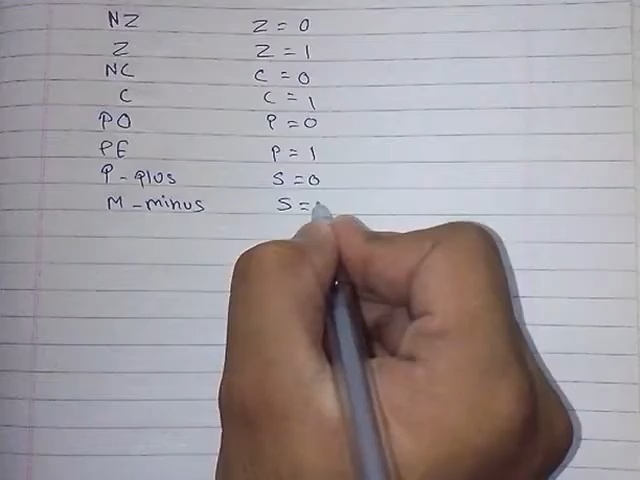 NZ Z = 0
Z Z = 1
NC C = 0
C C = 1
PO P = 0
PE P = 1
P - plus S = 0
M - minus S =